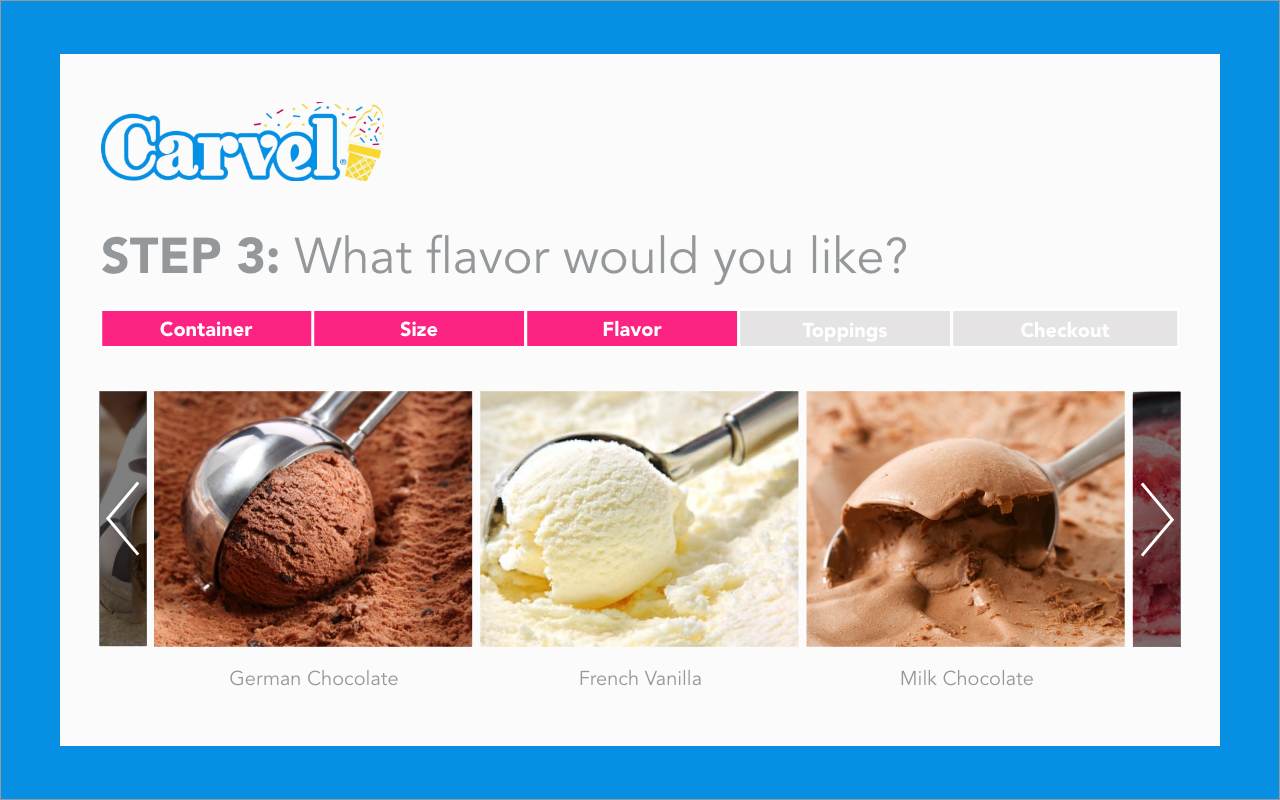 Carvel®
STEP 3: What flavor would you like?
Container Size Flavor Toppings Checkout
German Chocolate French Vanilla Milk Chocolate